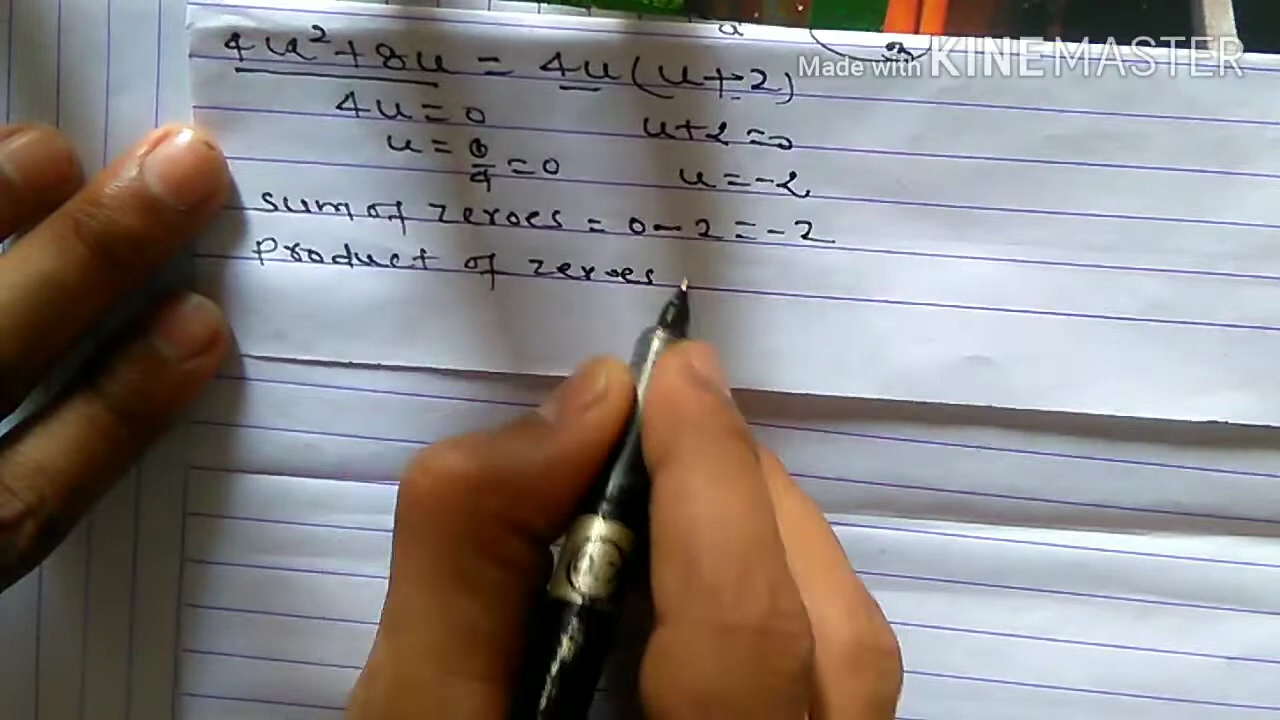 a
Made with KINEMASTER
4u² + 8u = 4u(u+2)
4u = 0 u+2 = 0
u = 0/4 = 0 u = -2
sum of zeroes = 0 - 2 = -2
product of zeroes